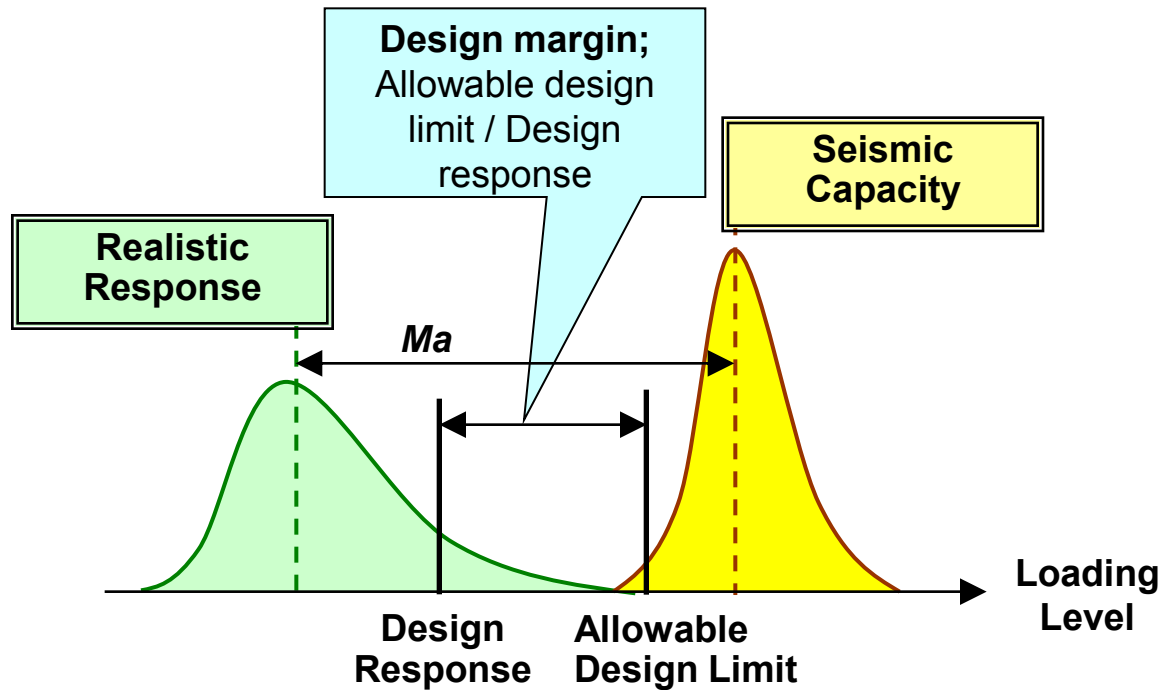 Design margin;
Allowable design
limit / Design
response
Seismic
Capacity
Realistic
Response
Ma
Loading
Level
Design
Response
Allowable
Design Limit